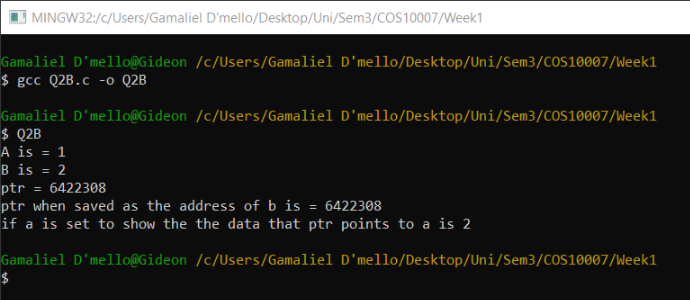 MINGW32:/c/Users/Gamaliel D'mello/Desktop/Uni/Sem3/COS10007/Week1
Gamaliel D'mello@Gideon /c/Users/Gamaliel D'mello/Desktop/Uni/Sem3/COS10007/Week1
$ gcc Q2B.c -o Q2B
Gamaliel D'mello@Gideon /c/Users/Gamaliel D'mello/Desktop/Uni/Sem3/COS10007/Week1
$ Q2B
A is = 1
B is = 2
ptr = 6422308
ptr when saved as the address of b is = 6422308
if a is set to show the the data that ptr points to a is 2
Gamaliel D'mello@Gideon /c/Users/Gamaliel D'mello/Desktop/Uni/Sem3/COS10007/Week1
$